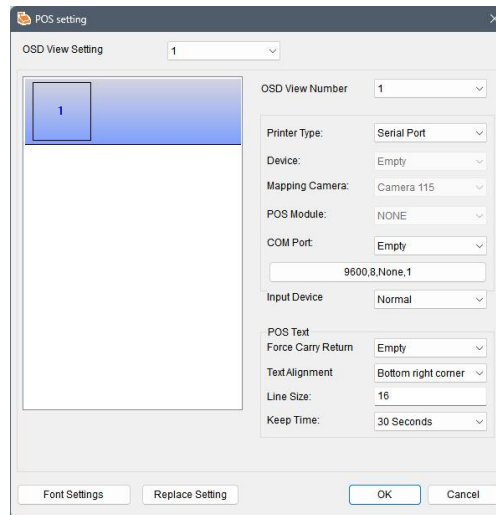 POS setting
OSD View Setting 1
1
OSD View Number 1
Printer Type: Serial Port
Device: Empty
Mapping Camera: Camera 115
POS Module: NONE
COM Port: Empty
9600,8,None,1
Input Device Normal
POS Text
Force Carry Return Empty
Text Alignment Bottom right corner
Line Size: 16
Keep Time: 30 Seconds
Font Settings Replace Setting OK Cancel